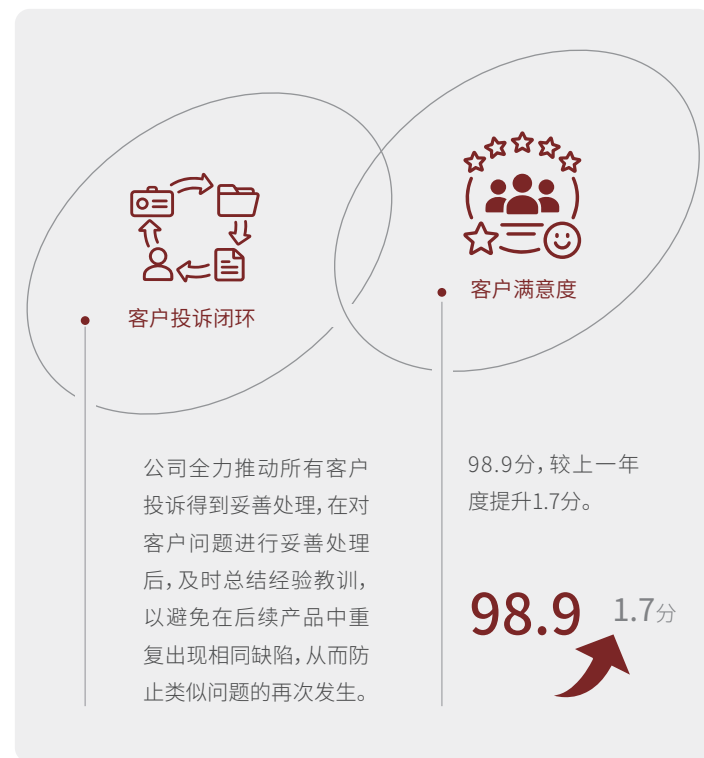 客户投诉闭环
公司全力推动所有客户
投诉得到妥善处理，在对
客户问题进行妥善处理
后，及时总结经验教训，
以避免在后续产品中重
复出现相同缺陷，从而防
止类似问题的再次发生。
客户满意度
98.9分，较上一年
度提升1.7分。
98.9
1.7分